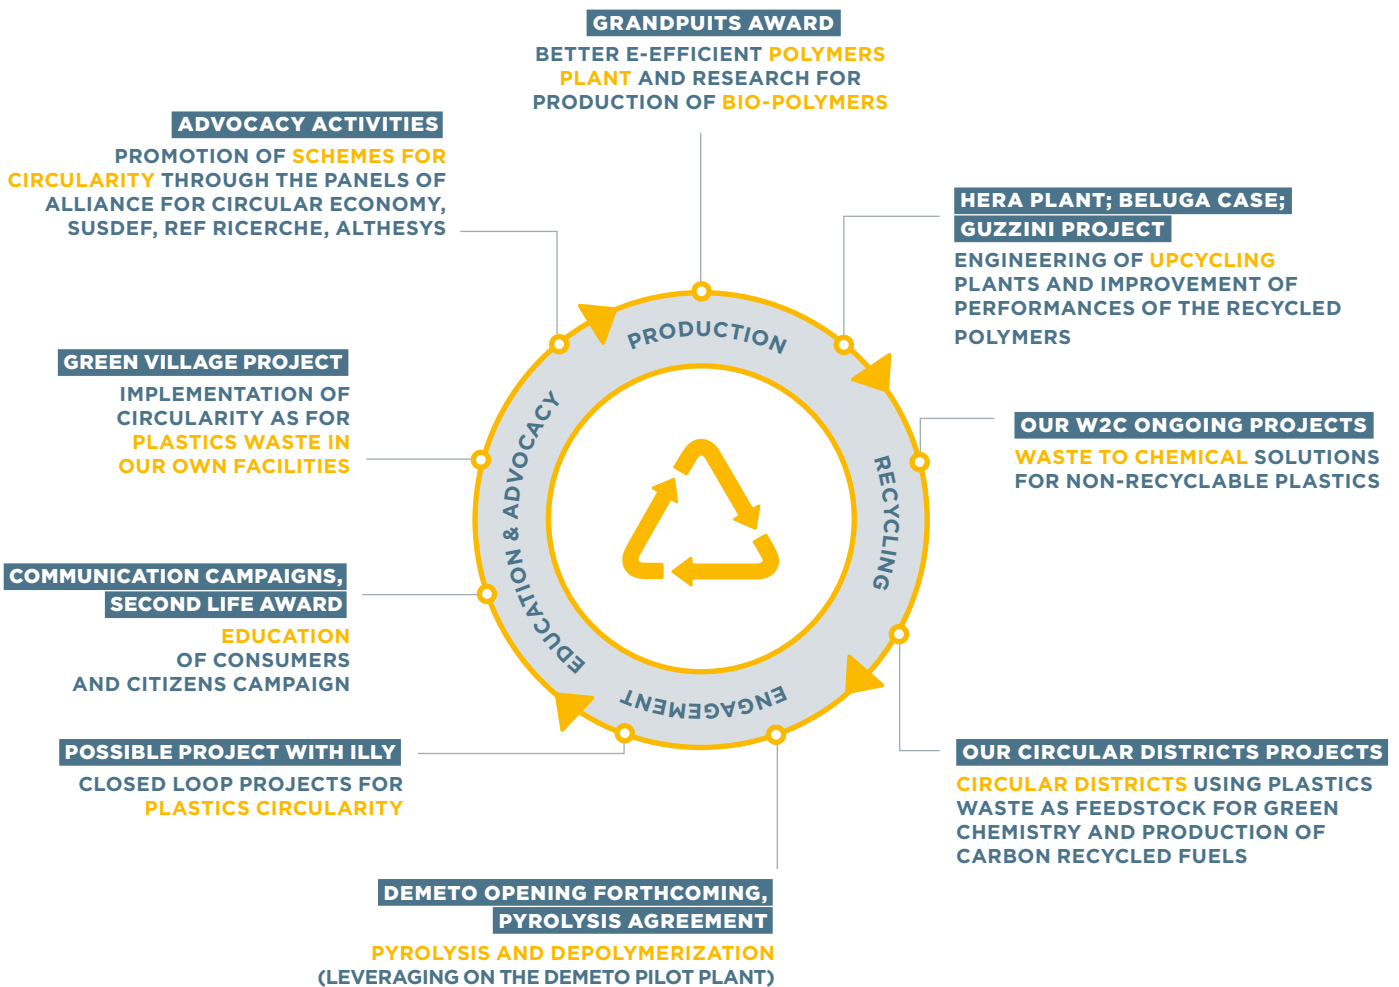 GRANDPUITS AWARD
BETTER E-EFFICIENT POLYMERS
PLANT AND RESEARCH FOR
PRODUCTION OF BIO-POLYMERS
ADVOCACY ACTIVITIES
PROMOTION OF SCHEMES FOR
CIRCULARITY THROUGH THE PANELS OF
ALLIANCE FOR CIRCULAR ECONOMY,
SUSDEF, REF RICERCHE, ALTHESYS
HERA PLANT; BELUGA CASE;
GUZZINI PROJECT
ENGINEERING OF UPCYCLING
PLANTS AND IMPROVEMENT OF
PERFORMANCES OF THE RECYCLED
POLYMERS
GREEN VILLAGE PROJECT
IMPLEMENTATION OF
CIRCULARITY AS FOR
PLASTICS WASTE IN
OUR OWN FACILITIES
OUR W2C ONGOING PROJECTS
WASTE TO CHEMICAL SOLUTIONS
FOR NON-RECYCLABLE PLASTICS
PRODUCTION
RECYCLING
ENGAGEMENT
EDUCATION & ADVOCACY
COMMUNICATION CAMPAIGNS,
SECOND LIFE AWARD
EDUCATION
OF CONSUMERS
AND CITIZENS CAMPAIGN
POSSIBLE PROJECT WITH ILLY
CLOSED LOOP PROJECTS FOR
PLASTICS CIRCULARITY
OUR CIRCULAR DISTRICTS PROJECTS
CIRCULAR DISTRICTS USING PLASTICS
WASTE AS FEEDSTOCK FOR GREEN
CHEMISTRY AND PRODUCTION OF
CARBON RECYCLED FUELS
DEMETO OPENING FORTHCOMING,
PYROLYSIS AGREEMENT
PYROLYSIS AND DEPOLYMERIZATION
(LEVERAGING ON THE DEMETO PILOT PLANT)